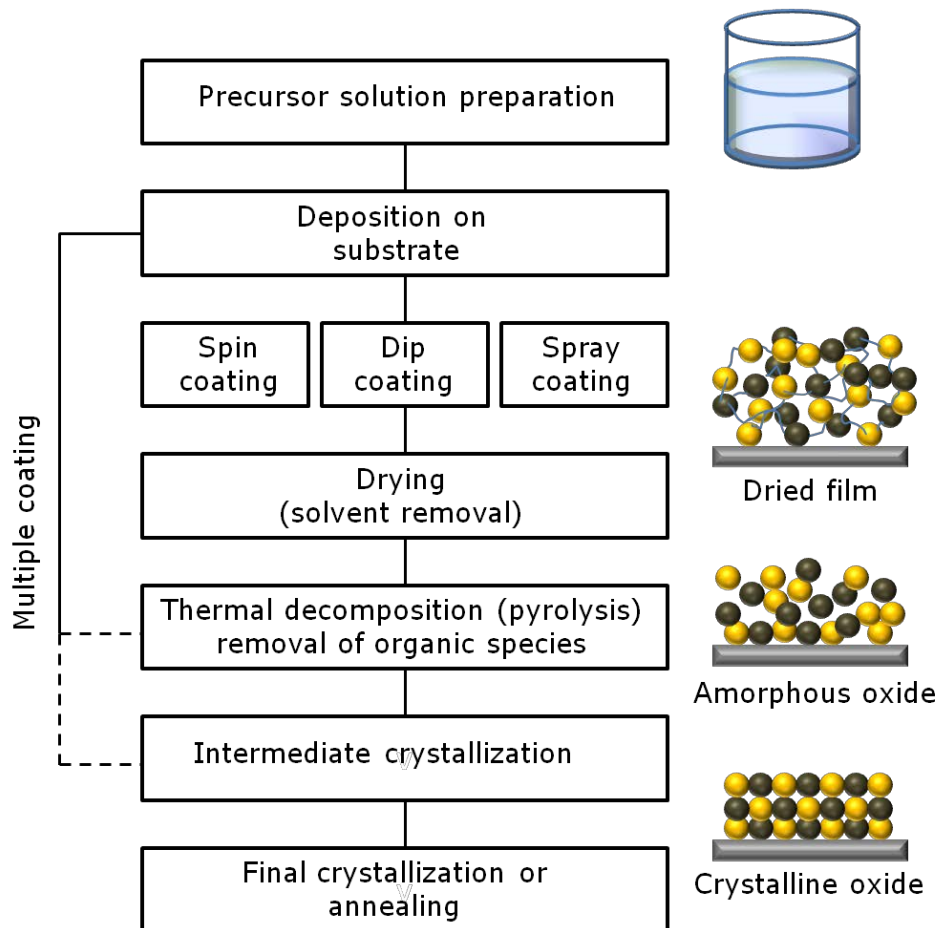 Precursor solution preparation
Deposition on
substrate
Spin
coating
Dip
coating
Spray
coating
Multiple coating
Drying
(solvent removal)
Dried film
Thermal decomposition (pyrolysis)
removal of organic species
Amorphous oxide
Intermediate crystallization
Final crystallization or
annealing
Crystalline oxide